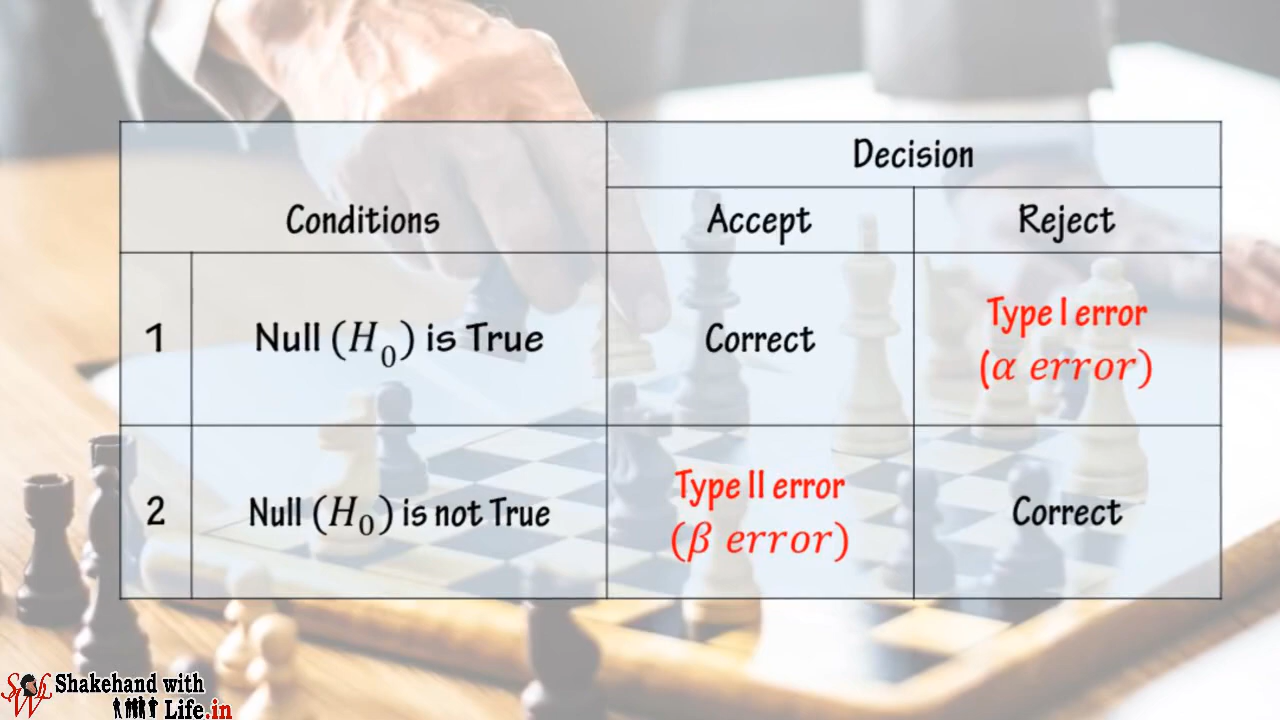 Decision
Conditions
Accept
Reject
1
Null (H₀) is True
Correct
Type I error
(α error)
2
Null (H₀) is not True
Type II error
(β error)
Correct
Shakehand with
Life.in